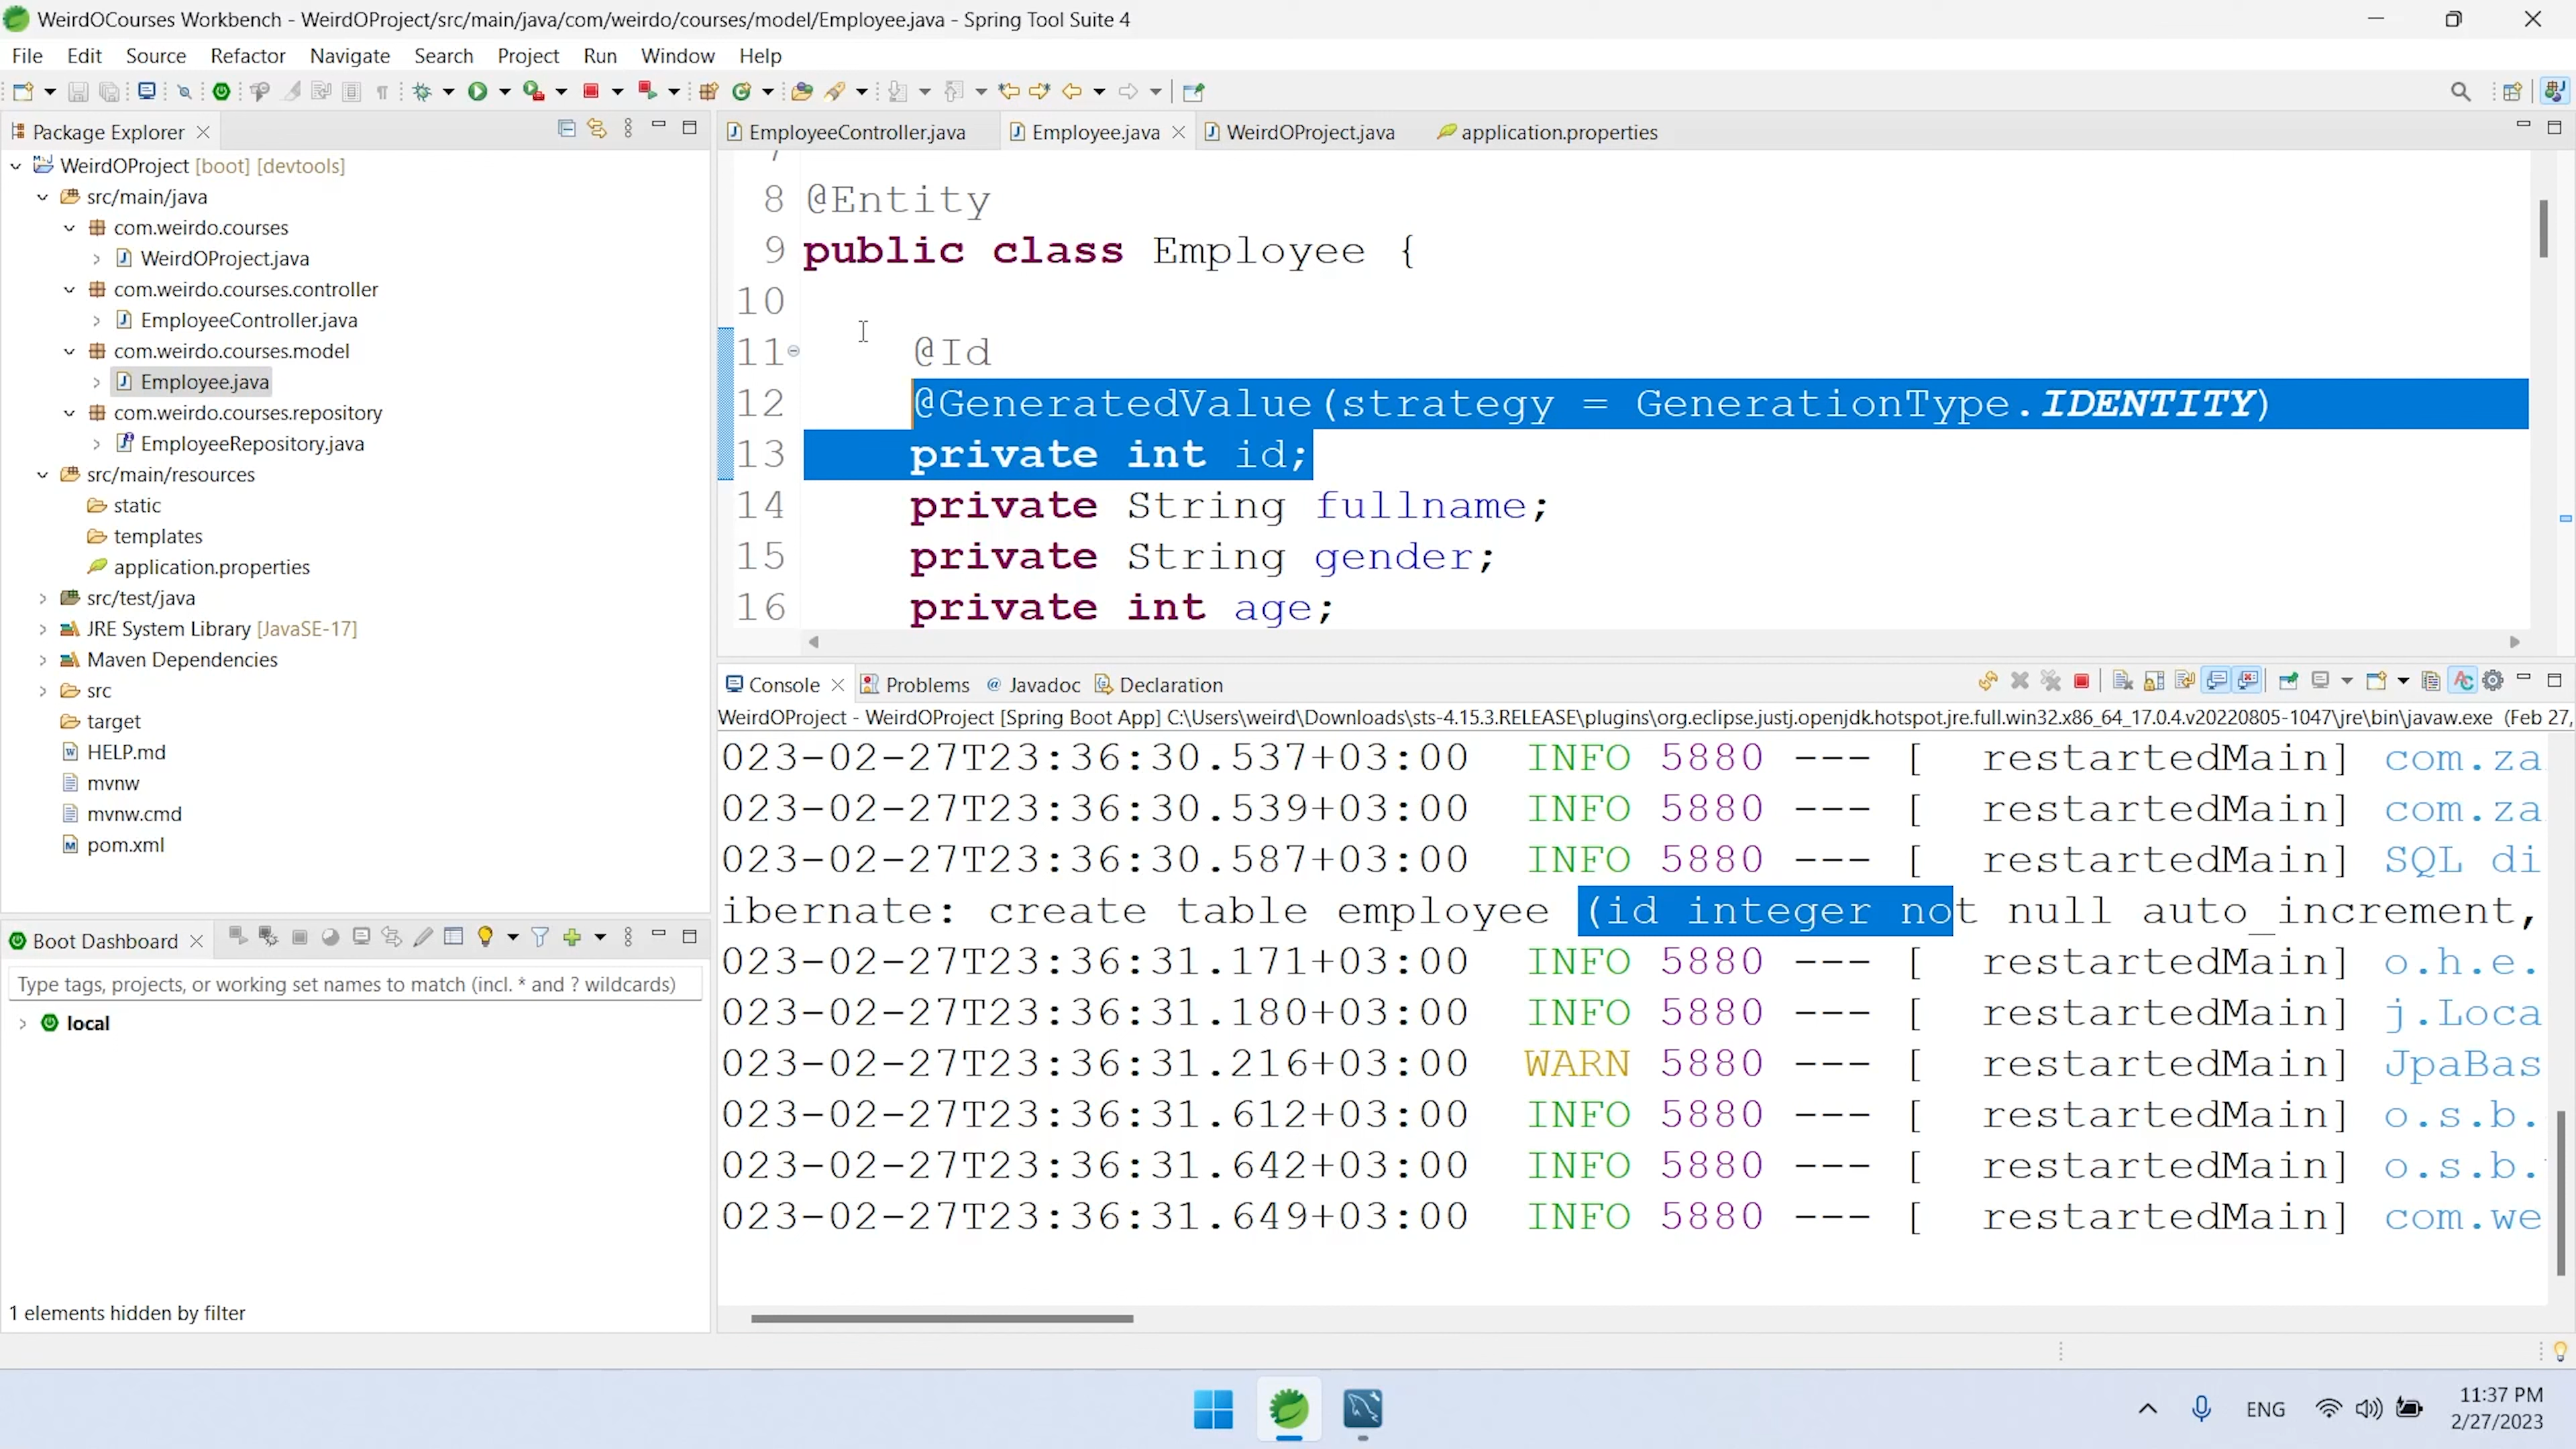 WeirdOCourses Workbench - WeirdOProject/src/main/java/com/weirdo/courses/model/Employee.java - Spring Tool Suite 4
File Edit Source Refactor Navigate Search Project Run Window Help
Package Explorer
WeirdOProject [boot] [devtools]
src/main/java
com.weirdo.courses
WeirdOProject.java
com.weirdo.courses.controller
EmployeeController.java
com.weirdo.courses.model
Employee.java
com.weirdo.courses.repository
EmployeeRepository.java
src/main/resources
static
templates
application.properties
src/test/java
JRE System Library [JavaSE-17]
Maven Dependencies
src
target
HELP.md
mvnw
mvnw.cmd
pom.xml
Boot Dashboard
Type tags, projects, or working set names to match (incl. * and ? wildcards)
local
1 elements hidden by filter
EmployeeController.java Employee.java WeirdOProject.java application.properties
8 @Entity
9 public class Employee {
10
11 @Id
12 @GeneratedValue(strategy = GenerationType.IDENTITY)
13 private int id;
14 private String fullname;
15 private String gender;
16 private int age;
Console Problems @ Javadoc Declaration
WeirdOProject - WeirdOProject [Spring Boot App] C:\Users\weird\Downloads\sts-4.15.3.RELEASE\plugins\org.eclipse.justj.openjdk.hotspot.jre.full.win32.x86_64_17.0.4.v20220805-1047\jre\bin\javaw.exe (Feb 27,
023-02-27T23:36:30.537+03:00 INFO 5880 --- [ restartedMain] com.za
023-02-27T23:36:30.539+03:00 INFO 5880 --- [ restartedMain] com.za
023-02-27T23:36:30.587+03:00 INFO 5880 --- [ restartedMain] SQL di
ibernate: create table employee (id integer not null auto_increment,
023-02-27T23:36:31.171+03:00 INFO 5880 --- [ restartedMain] o.h.e.
023-02-27T23:36:31.180+03:00 INFO 5880 --- [ restartedMain] j.Loca
023-02-27T23:36:31.216+03:00 WARN 5880 --- [ restartedMain] JpaBas
023-02-27T23:36:31.612+03:00 INFO 5880 --- [ restartedMain] o.s.b.
023-02-27T23:36:31.642+03:00 INFO 5880 --- [ restartedMain] o.s.b.
023-02-27T23:36:31.649+03:00 INFO 5880 --- [ restartedMain] com.we
ENG
11:37 PM
2/27/2023